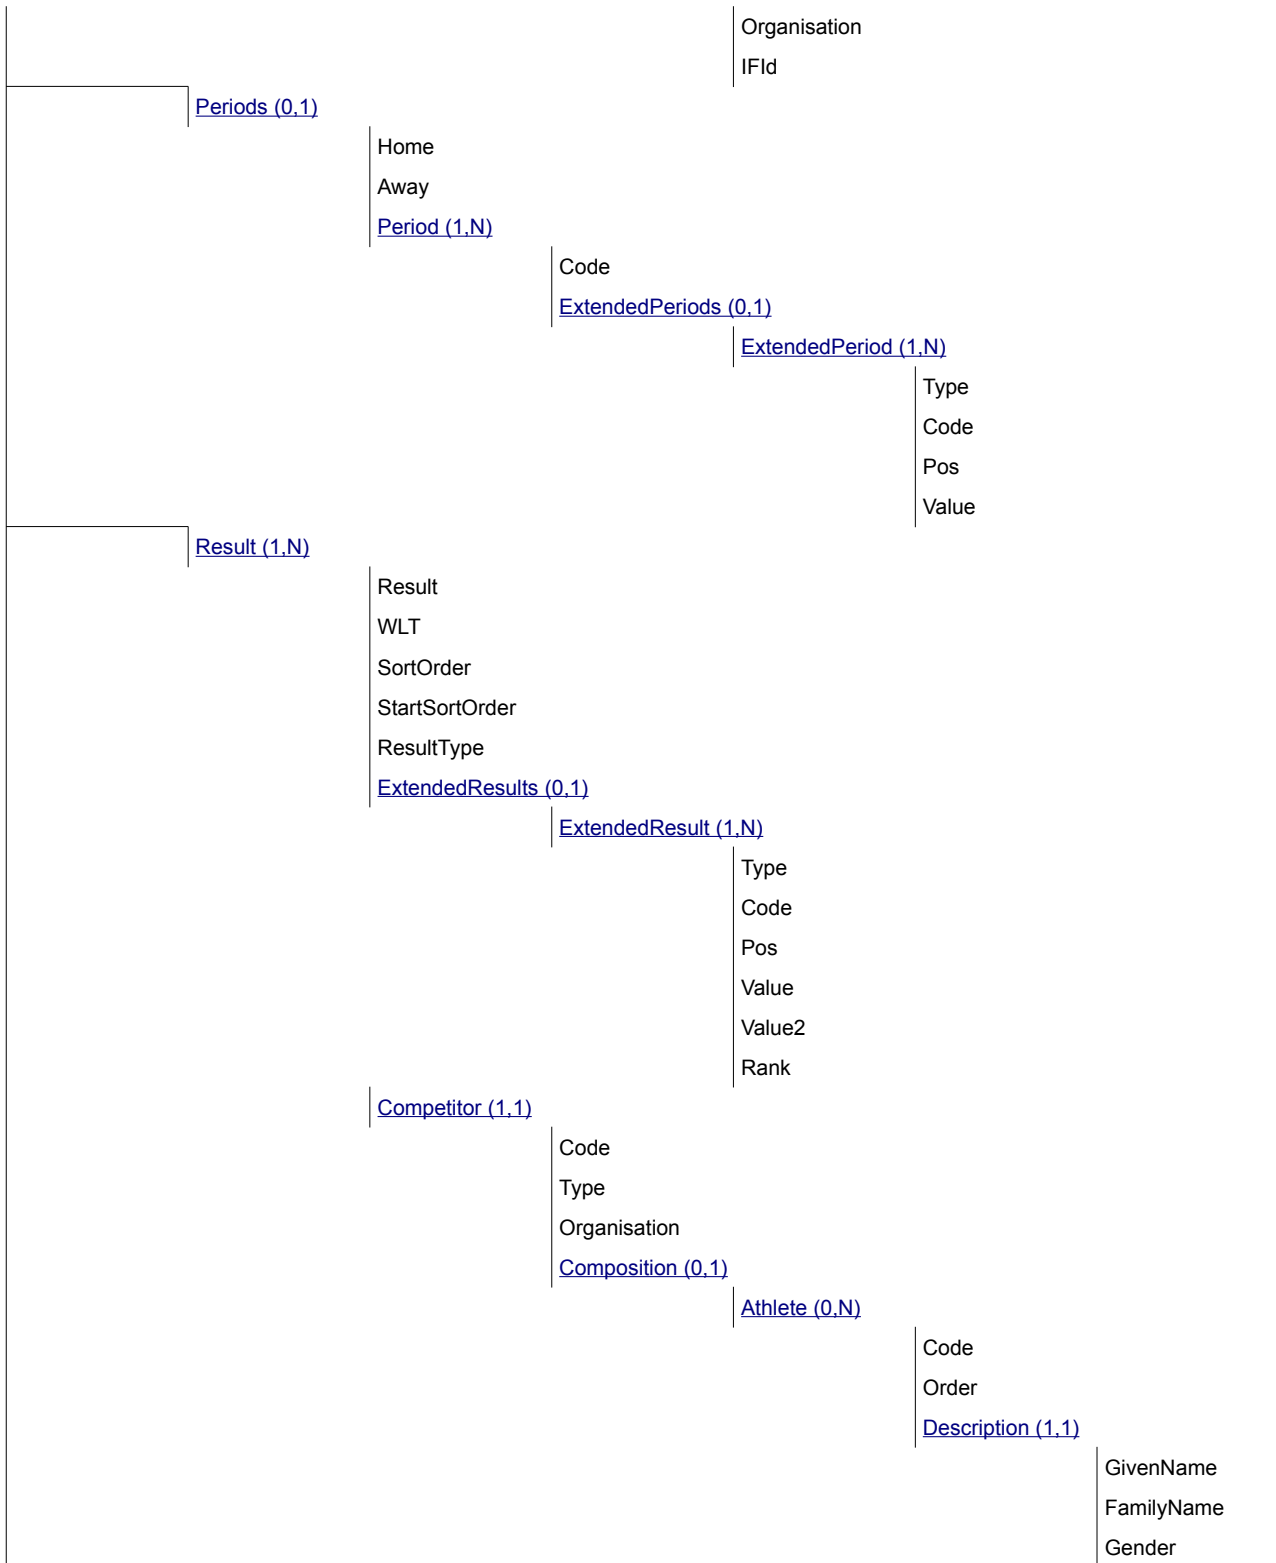 Organisation
IFId
Periods (0,1)
Home
Away
Period (1,N)
Code
ExtendedPeriods (0,1)
ExtendedPeriod (1,N)
Type
Code
Pos
Value
Result (1,N)
Result
WLT
SortOrder
StartSortOrder
ResultType
ExtendedResults (0,1)
ExtendedResult (1,N)
Type
Code
Pos
Value
Value2
Rank
Competitor (1,1)
Code
Type
Organisation
Composition (0,1)
Athlete (0,N)
Code
Order
Description (1,1)
GivenName
FamilyName
Gender